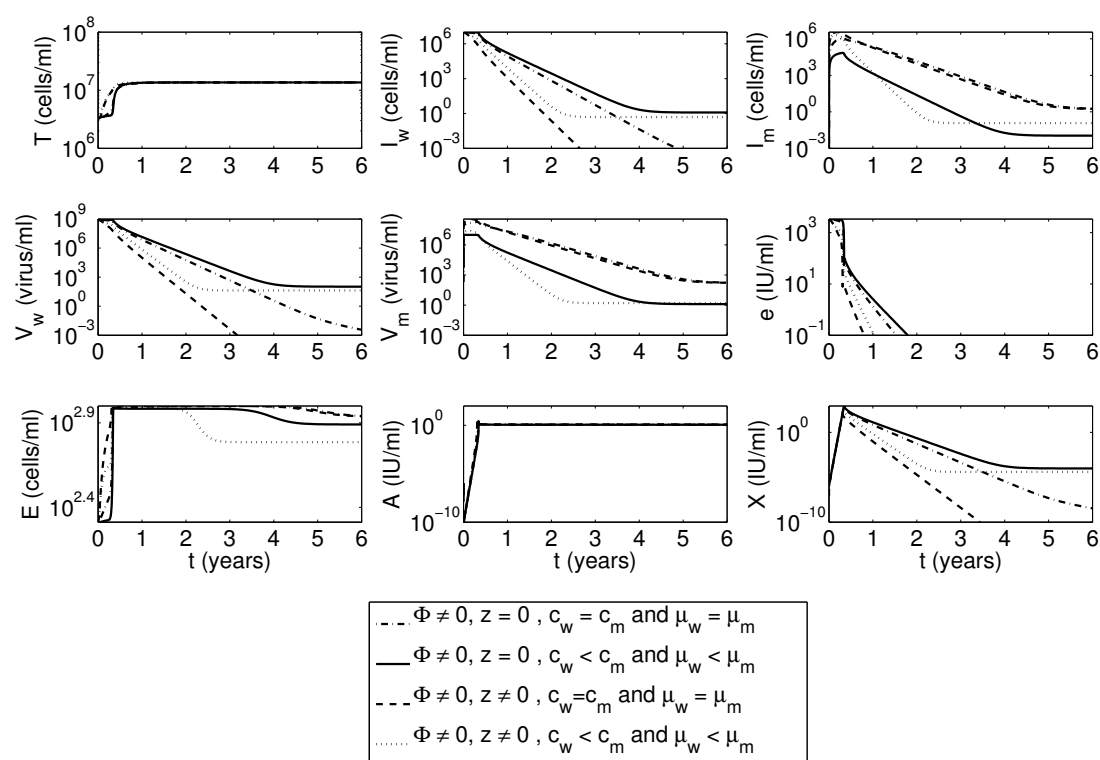 10^8
10^7
10^6
T (cells/ml)
0 1 2 3 4 5 6
10^6
10^3
10^0
10^−3
I_w (cells/ml)
0 1 2 3 4 5 6
10^6
10^3
10^0
10^−3
I_m (cells/ml)
0 1 2 3 4 5 6
10^9
10^6
10^3
10^0
10^−3
V_w (virus/ml)
0 1 2 3 4 5 6
10^6
10^3
10^0
10^−3
V_m (virus/ml)
0 1 2 3 4 5 6
10^3
10^1
10^−1
e (IU/ml)
0 1 2 3 4 5 6
10^2.9
10^2.4
E (cells/ml)
0 1 2 3 4 5 6
t (years)
10^0
10^−10
A (IU/ml)
0 1 2 3 4 5 6
t (years)
10^0
10^−10
X (IU/ml)
0 1 2 3 4 5 6
t (years)
Φ ≠ 0, z = 0 , c_w = c_m and μ_w = μ_m
Φ ≠ 0, z = 0 , c_w < c_m and μ_w < μ_m
Φ ≠ 0, z ≠ 0 , c_w=c_m and μ_w = μ_m
Φ ≠ 0, z ≠ 0 , c_w < c_m and μ_w < μ_m